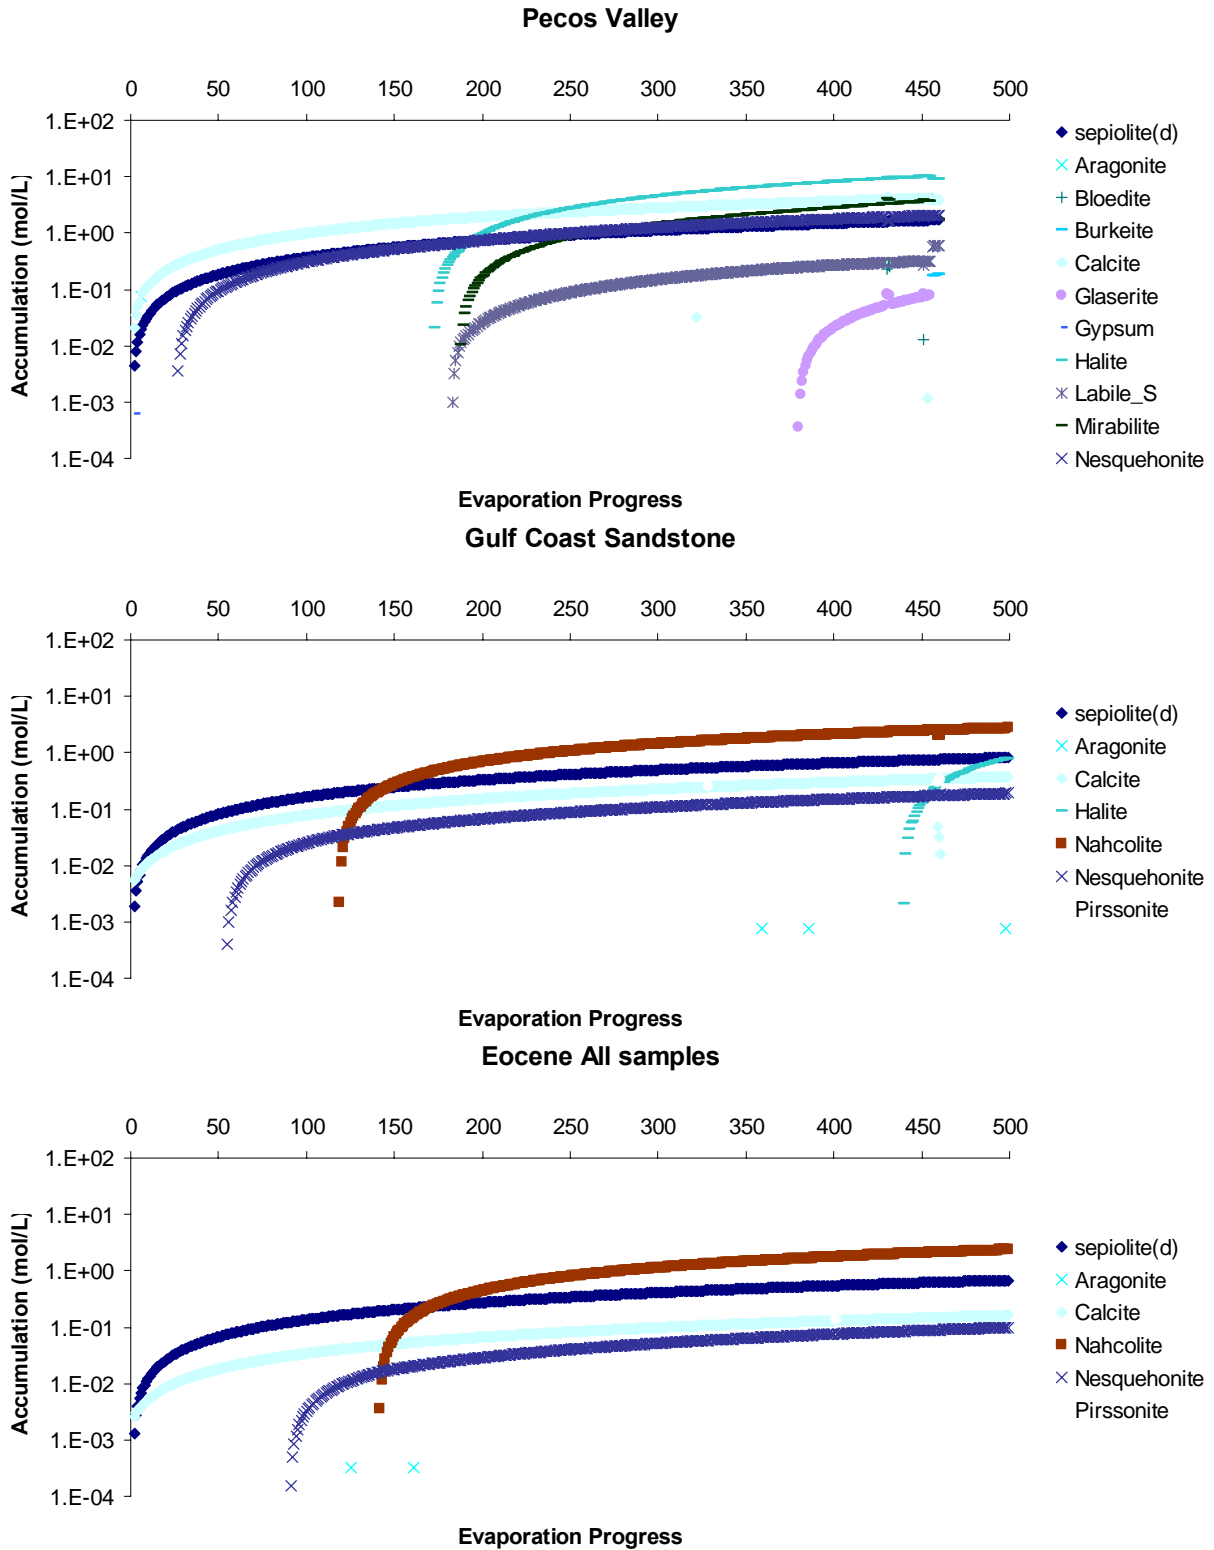 Pecos Valley
0 50 100 150 200 250 300 350 400 450 500
1.E+02
1.E+01
1.E+00
1.E-01
1.E-02
1.E-03
1.E-04
Accumulation (mol/L)
Evaporation Progress
sepiolite(d)
Aragonite
Bloedite
Burkeite
Calcite
Glaserite
Gypsum
Halite
Labile_S
Mirabilite
Nesquehonite
Gulf Coast Sandstone
0 50 100 150 200 250 300 350 400 450 500
1.E+02
1.E+01
1.E+00
1.E-01
1.E-02
1.E-03
1.E-04
Accumulation (mol/L)
Evaporation Progress
sepiolite(d)
Aragonite
Calcite
Halite
Nahcolite
Nesquehonite
Pirssonite
Eocene All samples
0 50 100 150 200 250 300 350 400 450 500
1.E+02
1.E+01
1.E+00
1.E-01
1.E-02
1.E-03
1.E-04
Accumulation (mol/L)
Evaporation Progress
sepiolite(d)
Aragonite
Calcite
Nahcolite
Nesquehonite
Pirssonite